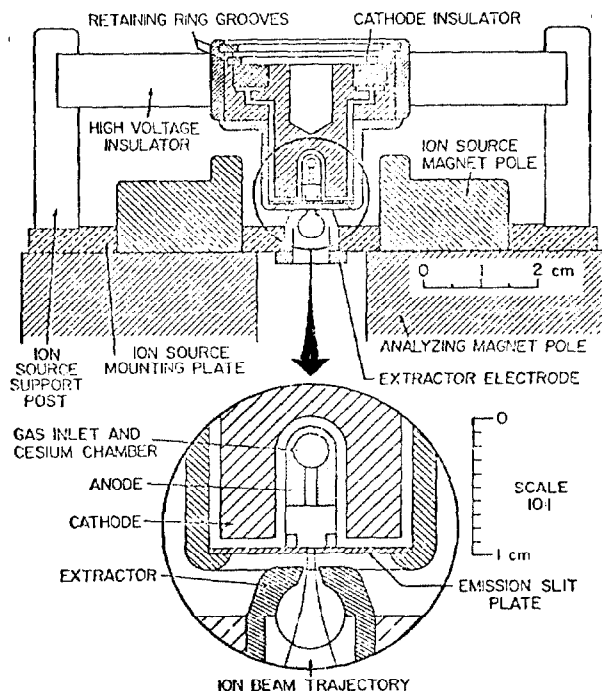 RETAINING RING GROOVES
CATHODE INSULATOR
HIGH VOLTAGE
INSULATOR
ION SOURCE
MAGNET POLE
0 1 2 cm
ION
SOURCE
SUPPORT
POST
ION SOURCE
MOUNTING PLATE
ANALYZING MAGNET POLE
EXTRACTOR ELECTRODE
GAS INLET AND
CESIUM CHAMBER
ANODE
CATHODE
EXTRACTOR
0
SCALE
10:1
1 cm
EMISSION SLIT
PLATE
ION BEAM TRAJECTORY